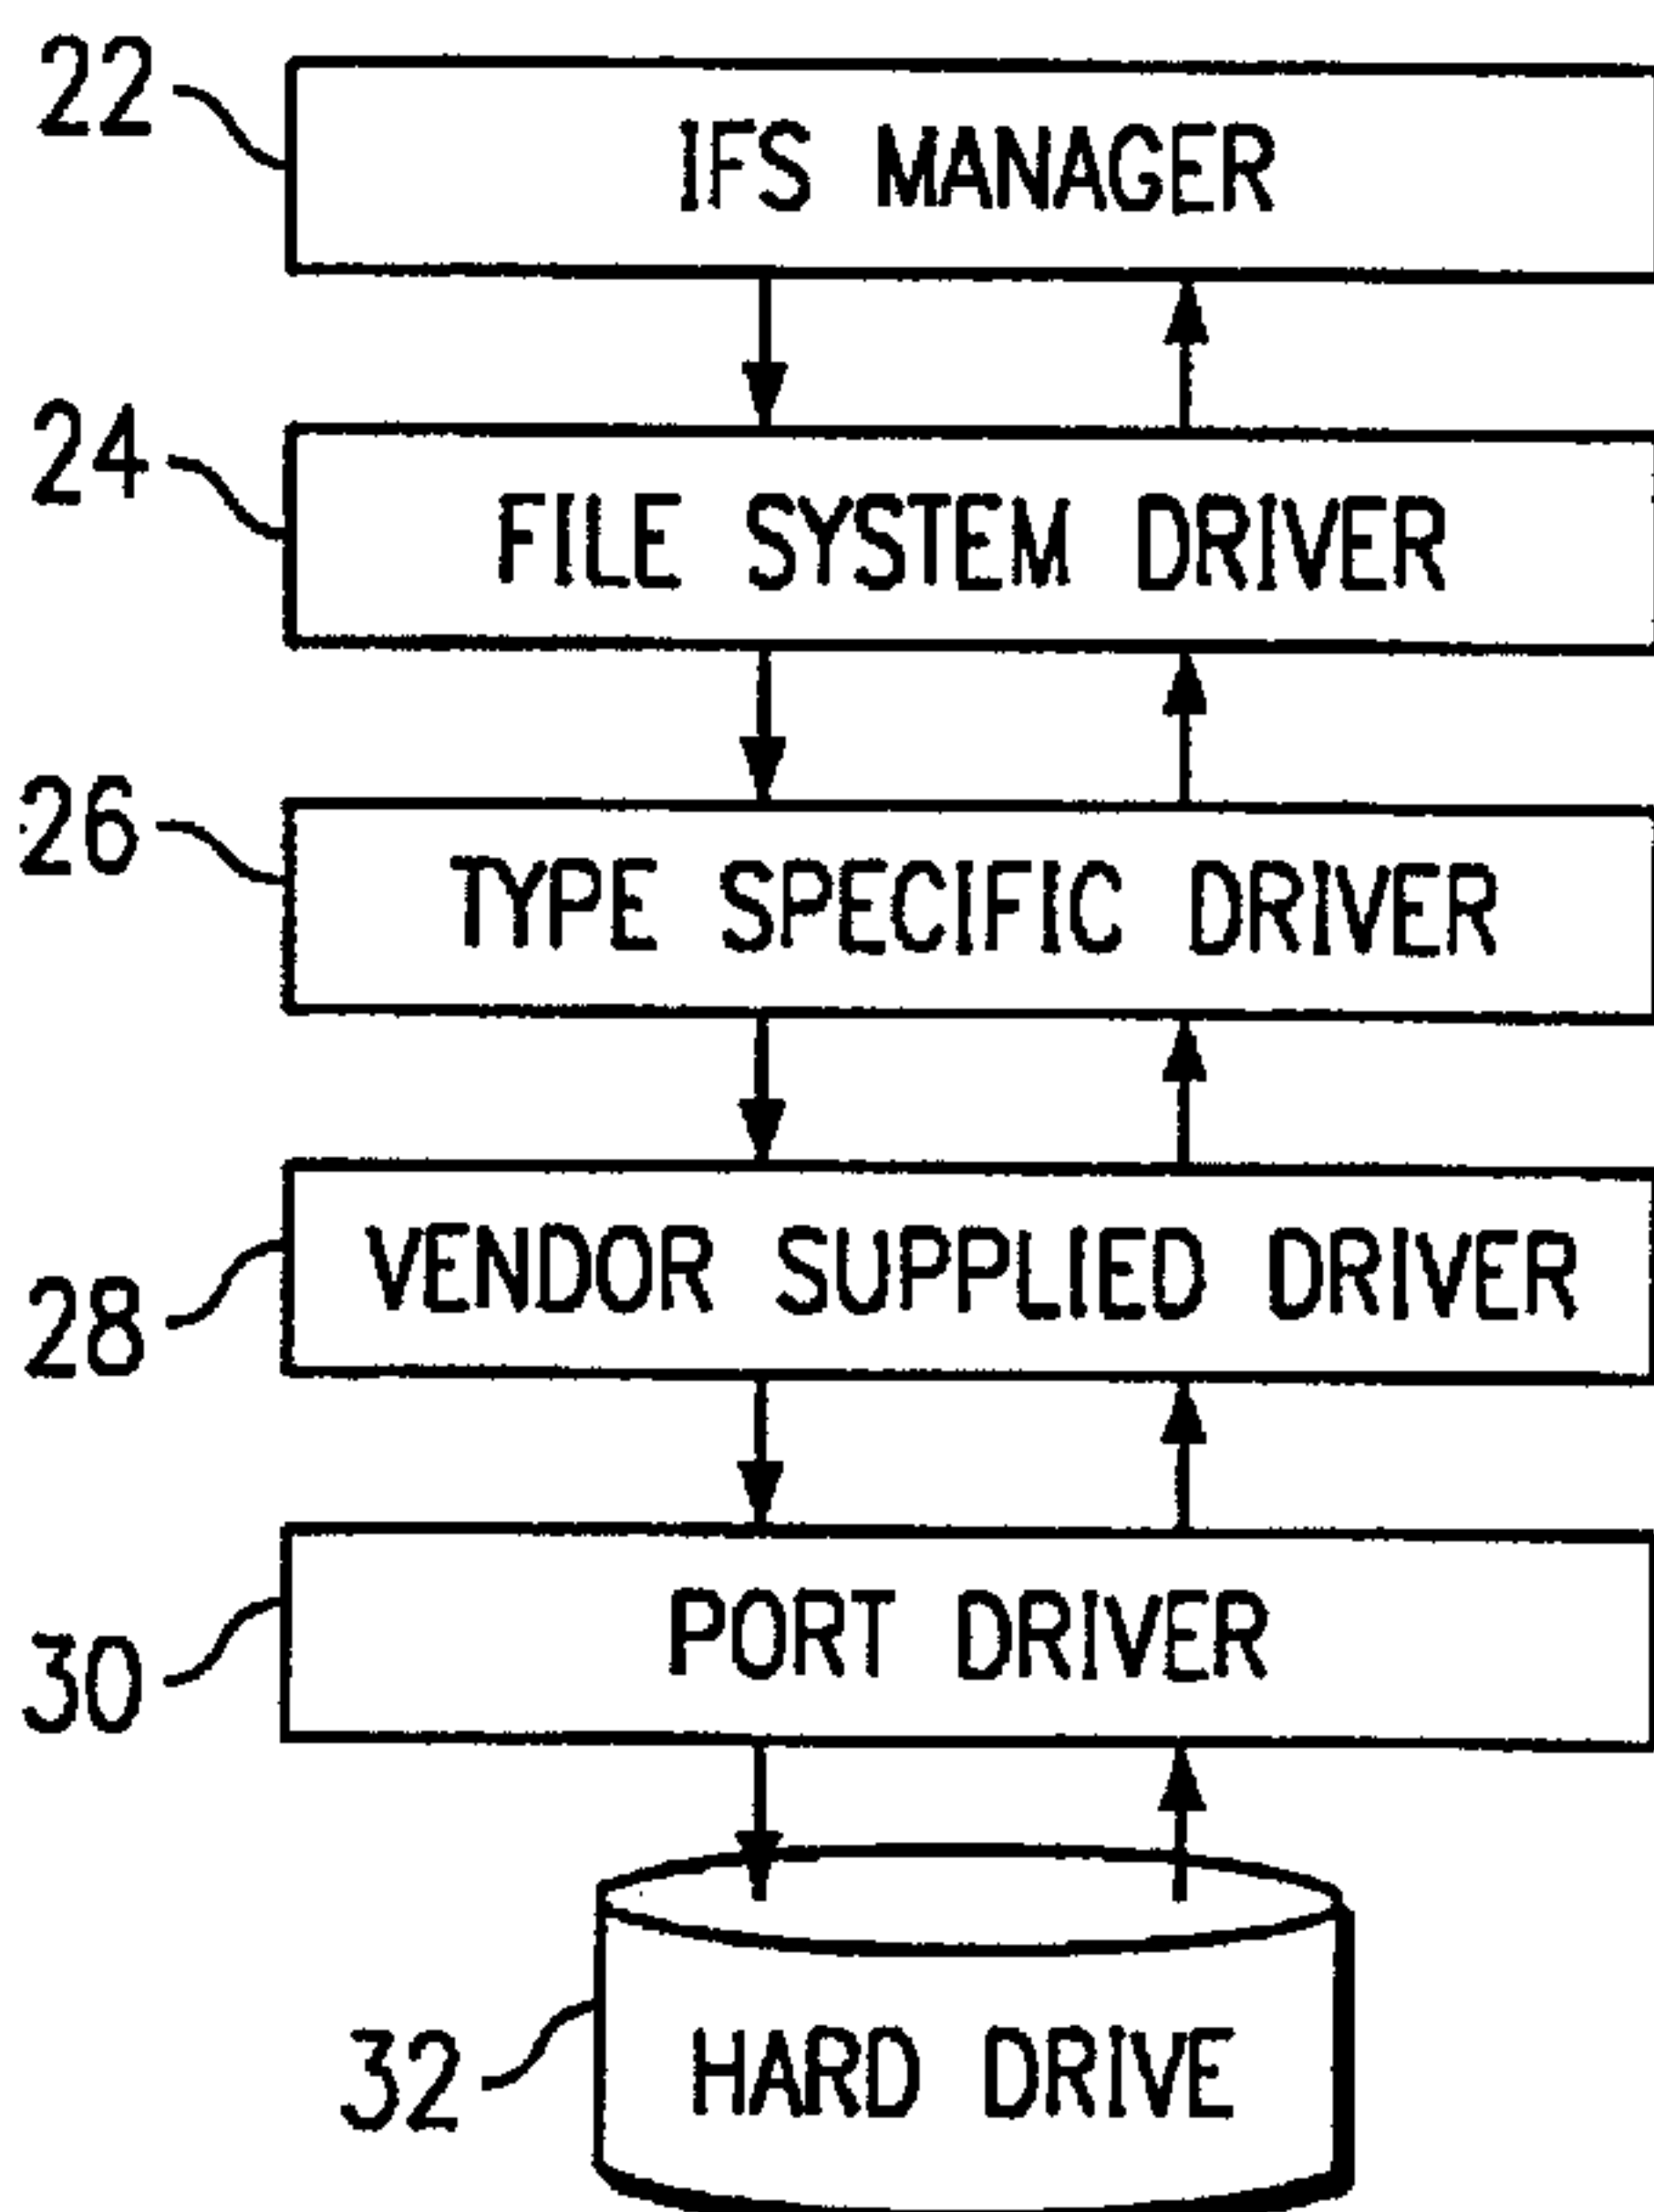 22
IFS MANAGER
24
FILE SYSTEM DRIVER
26
TYPE SPECIFIC DRIVER
28
VENDOR SUPPLIED DRIVER
30
PORT DRIVER
32
HARD DRIVE